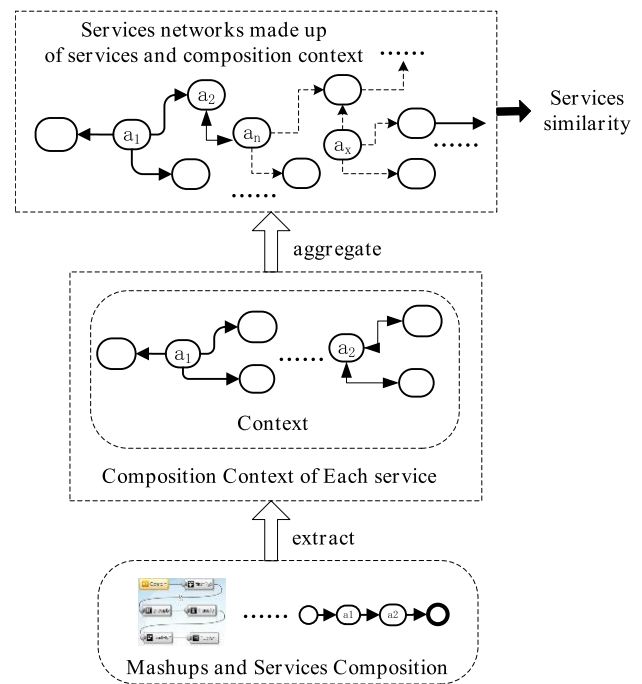 Services networks made up
of services and composition context
......
a2
a1
an
ax
......
......
Services
similarity
aggregate
a1
......
a2
Context
Composition Context of Each service
extract
......
a1
a2
Mashups and Services Composition